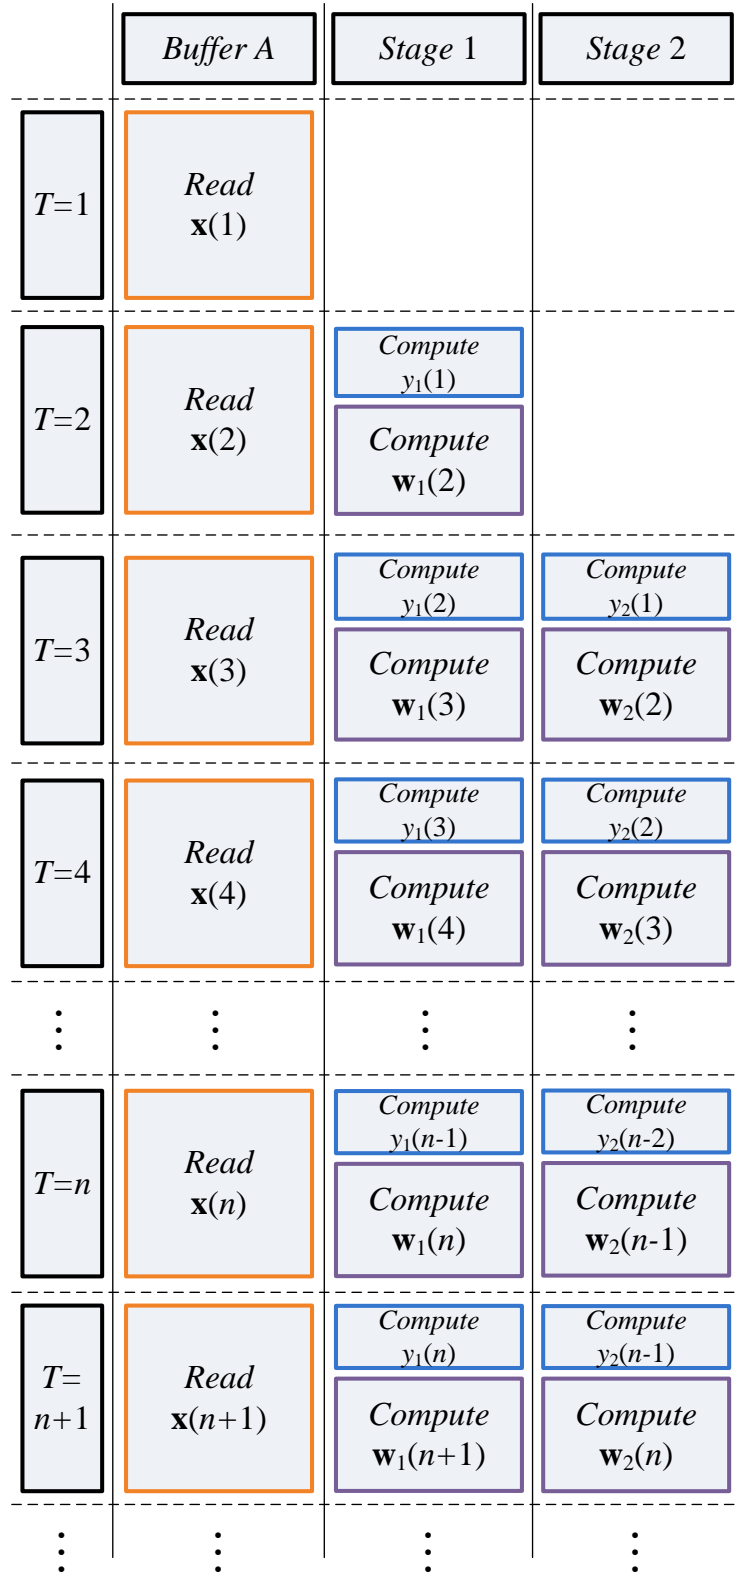 Buffer A
Stage 1
Stage 2
T=1
Read
x(1)
T=2
Read
x(2)
Compute
y₁(1)
Compute
w₁(2)
T=3
Read
x(3)
Compute
y₁(2)
Compute
w₁(3)
Compute
y₂(1)
Compute
w₂(2)
T=4
Read
x(4)
Compute
y₁(3)
Compute
w₁(4)
Compute
y₂(2)
Compute
w₂(3)
T=n
Read
x(n)
Compute
y₁(n-1)
Compute
w₁(n)
Compute
y₂(n-2)
Compute
w₂(n-1)
T=
n+1
Read
x(n+1)
Compute
y₁(n)
Compute
w₁(n+1)
Compute
y₂(n-1)
Compute
w₂(n)